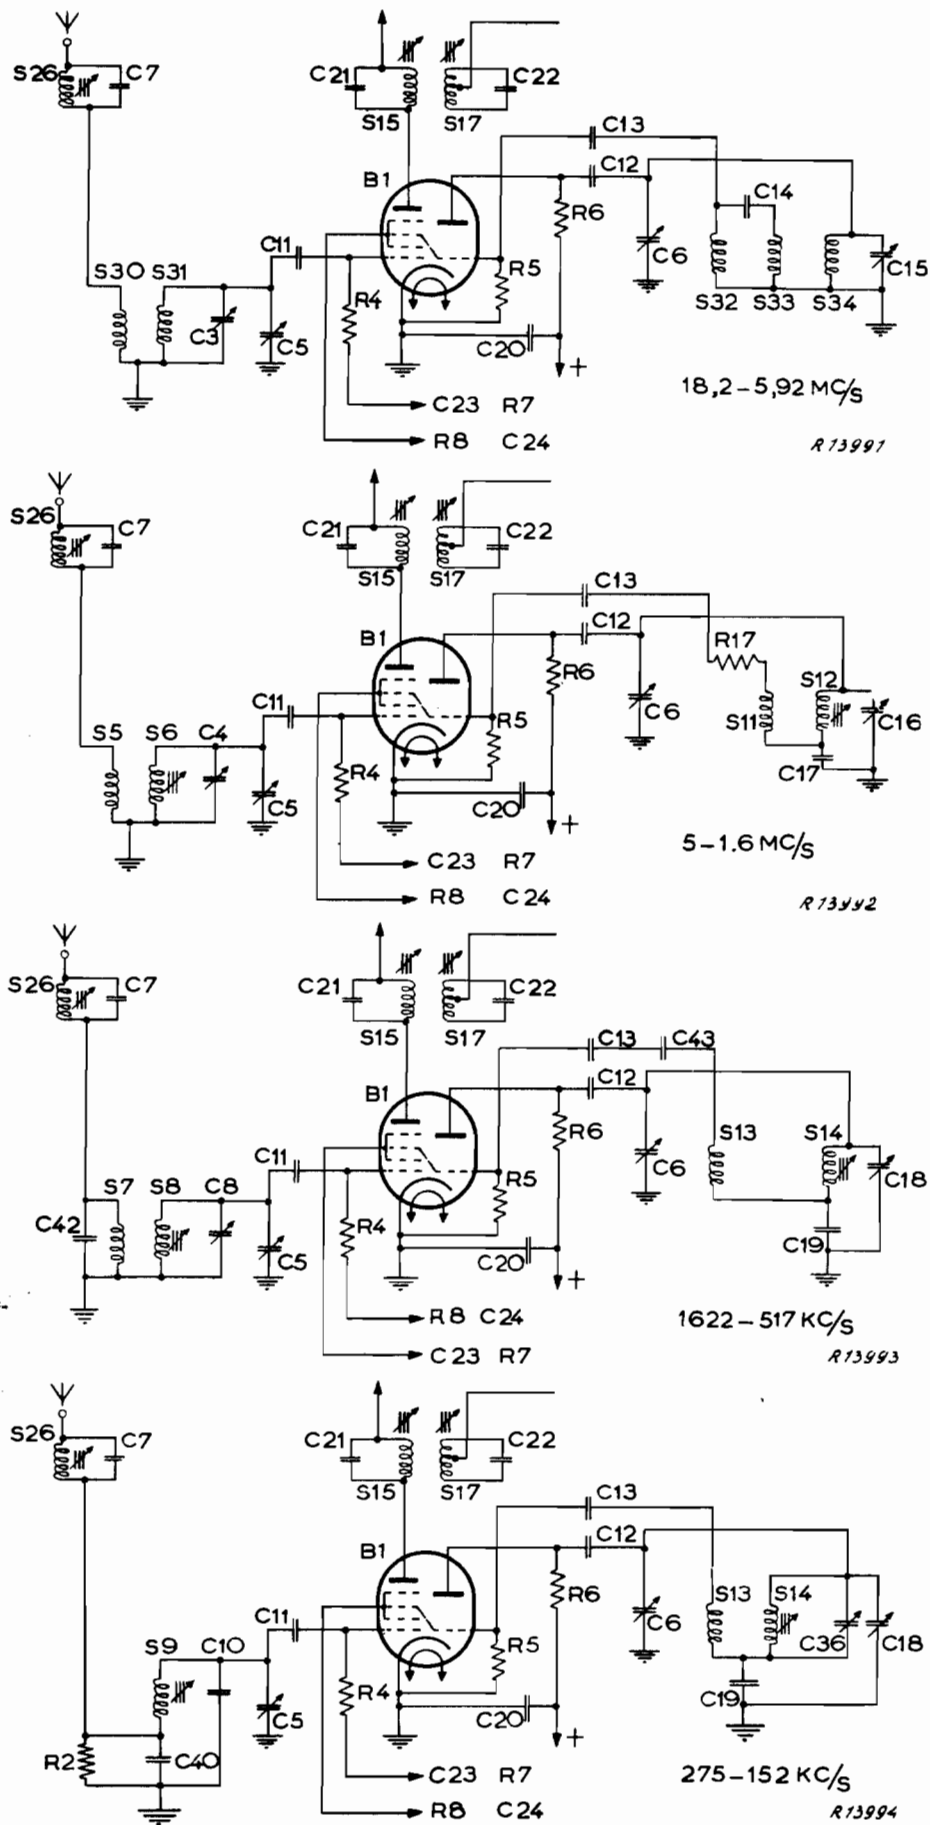 S26 C7 C21 S15 S17 C22
C13
C12
B1
R6 C14
C11
C6 C15
S30 S31 R5
S32 S33 S34
R4
C3 C5 C20
+
18,2-5,92 MC/S
C23 R7
R8 C24
R13991
S26 C7 C21 S15 S17 C22
C13
C12
B1 R17
R6 S12
C11 C6 S11 C16
S5 S6 C4 R5
C17
R4
C5 C20
+
5-1.6 MC/S
C23 R7
R8 C24
R13992
S26 C7 C21 S15 S17 C22
C13 C43
C12
B1
R6 S13 S14
C11 C6 C18
S7 S8 C8 R5
C42 R4 C19
C5 C20
+
R8 C24
1622-517 KC/S
C23 R7
R13993
S26 C7 C21 S15 S17 C22
C13
C12
B1
R6 S13 S14
C11 C6 C36 C18
S9 C10 R5
R4 C19
C5 C20
R2 C40 +
C23 R7
275-152 KC/S
R8 C24
R13994